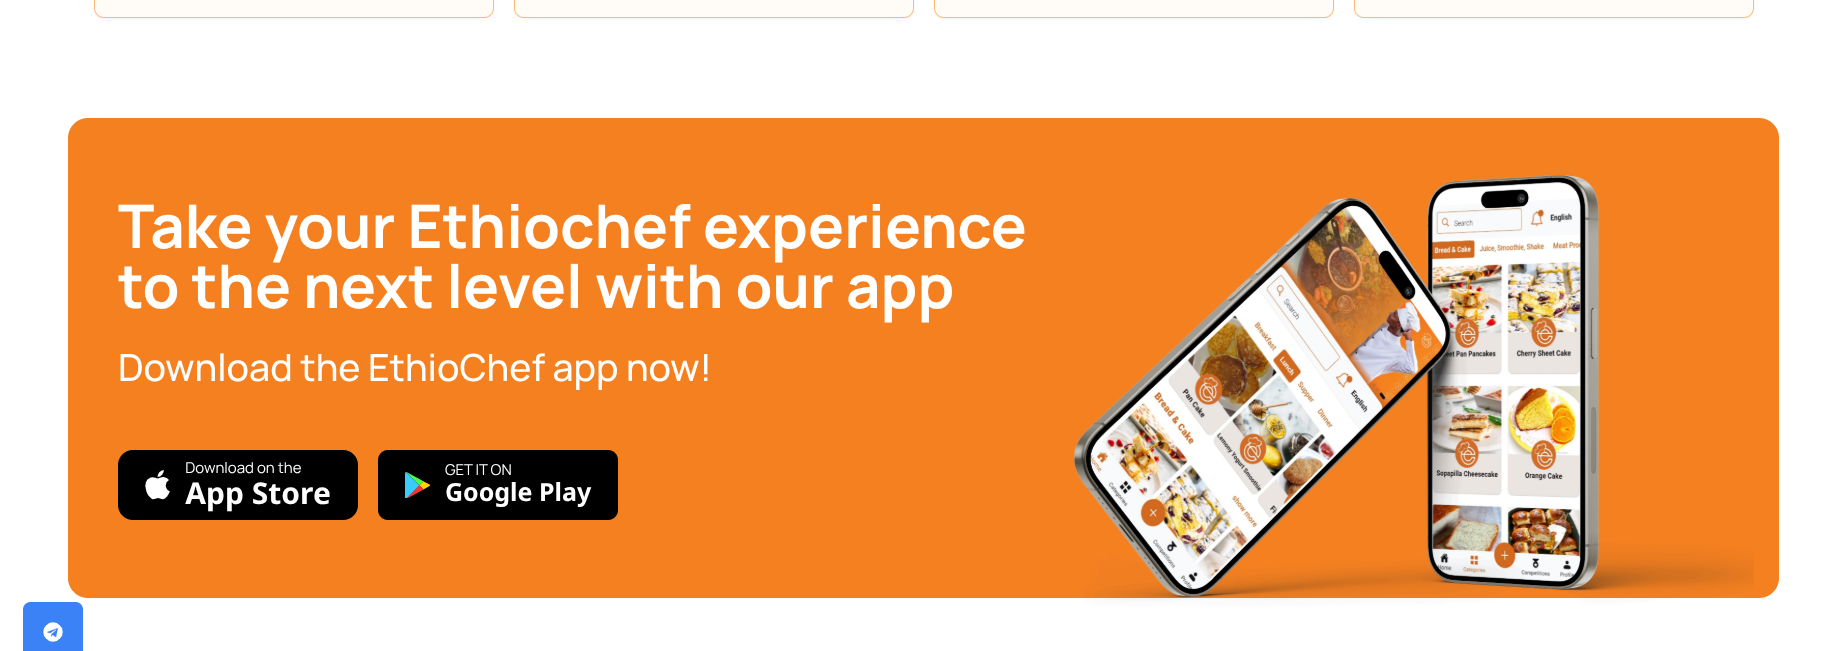 Take your Ethiochef experience
to the next level with our app
Download the EthioChef app now!
Download on the
App Store
GET IT ON
Google Play
Search
English
Breakfast
Lunch
Supper
Dinner
Pan Cake
Lemony Yogurt Smoothie
Bread & Cake
show more
Home
Categories
Competitions
Search
English
Bread & Cake
Juice, Smoothie, Shake
Meat
Pan Pancakes
Cherry Sheet Cake
Sopapilla Cheesecake
Orange Cake
Home
Categories
Competitions